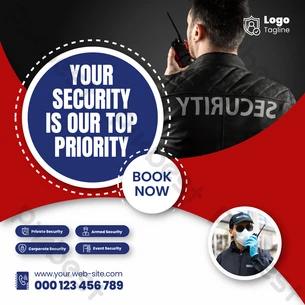 Logo
Tagline
YOUR
SECURITY
IS OUR TOP
PRIORITY
SECURITY
BOOK
NOW
Private Security
Armed Security
Corporate Security
Event Security
www.your.web-site.com
000 123 456 789